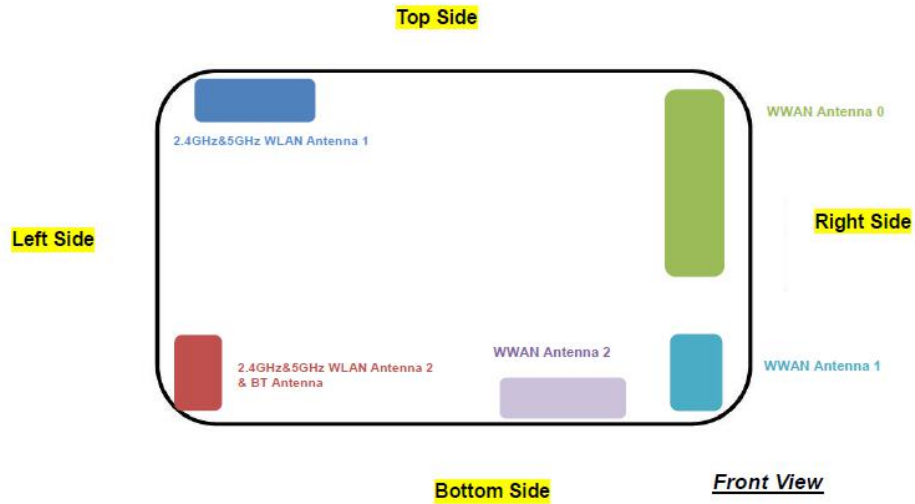 Top Side
WWAN Antenna 0
2.4GHz&5GHz WLAN Antenna 1
Left Side
Right Side
WWAN Antenna 2
2.4GHz&5GHz WLAN Antenna 2
& BT Antenna
WWAN Antenna 1
Bottom Side
Front View